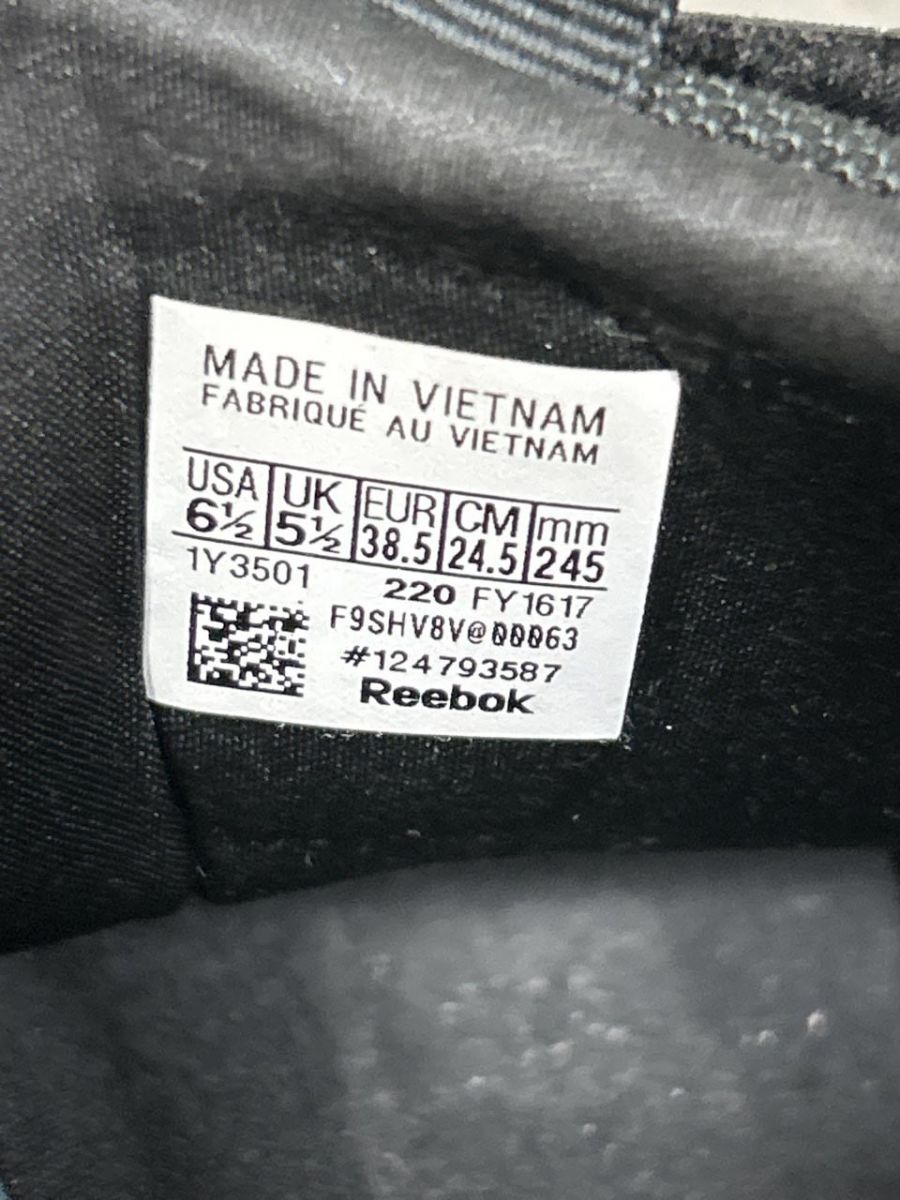 MADE IN VIETNAM
FABRIQUÉ AU VIETNAM
USA UK EUR CM mm
6½ 5½ 38.5 24.5 245
1Y3501 220 FY1617
F9SHV8V@00063
#124793587
Reebok